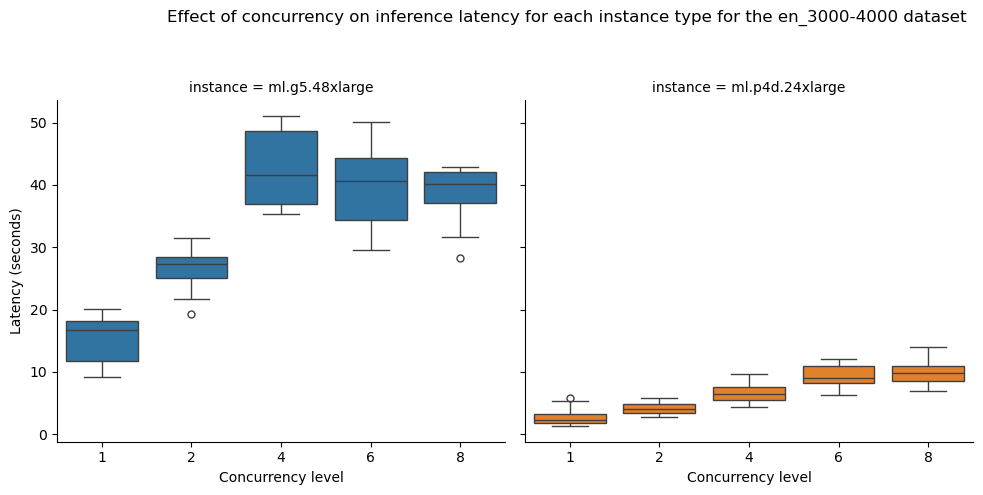 Effect of concurrency on inference latency for each instance type for the en_3000-4000 dataset
instance = ml.g5.48xlarge
instance = ml.p4d.24xlarge
50
40
30
20
10
0
Latency (seconds)
1 2 4 6 8
1 2 4 6 8
Concurrency level
Concurrency level